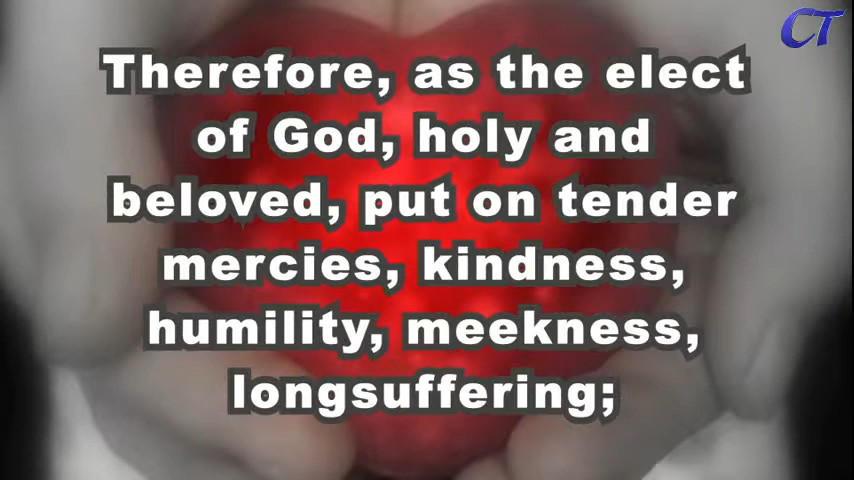 CT
Therefore, as the elect
of God, holy and
beloved, put on tender
mercies, kindness,
humility, meekness,
longsuffering;